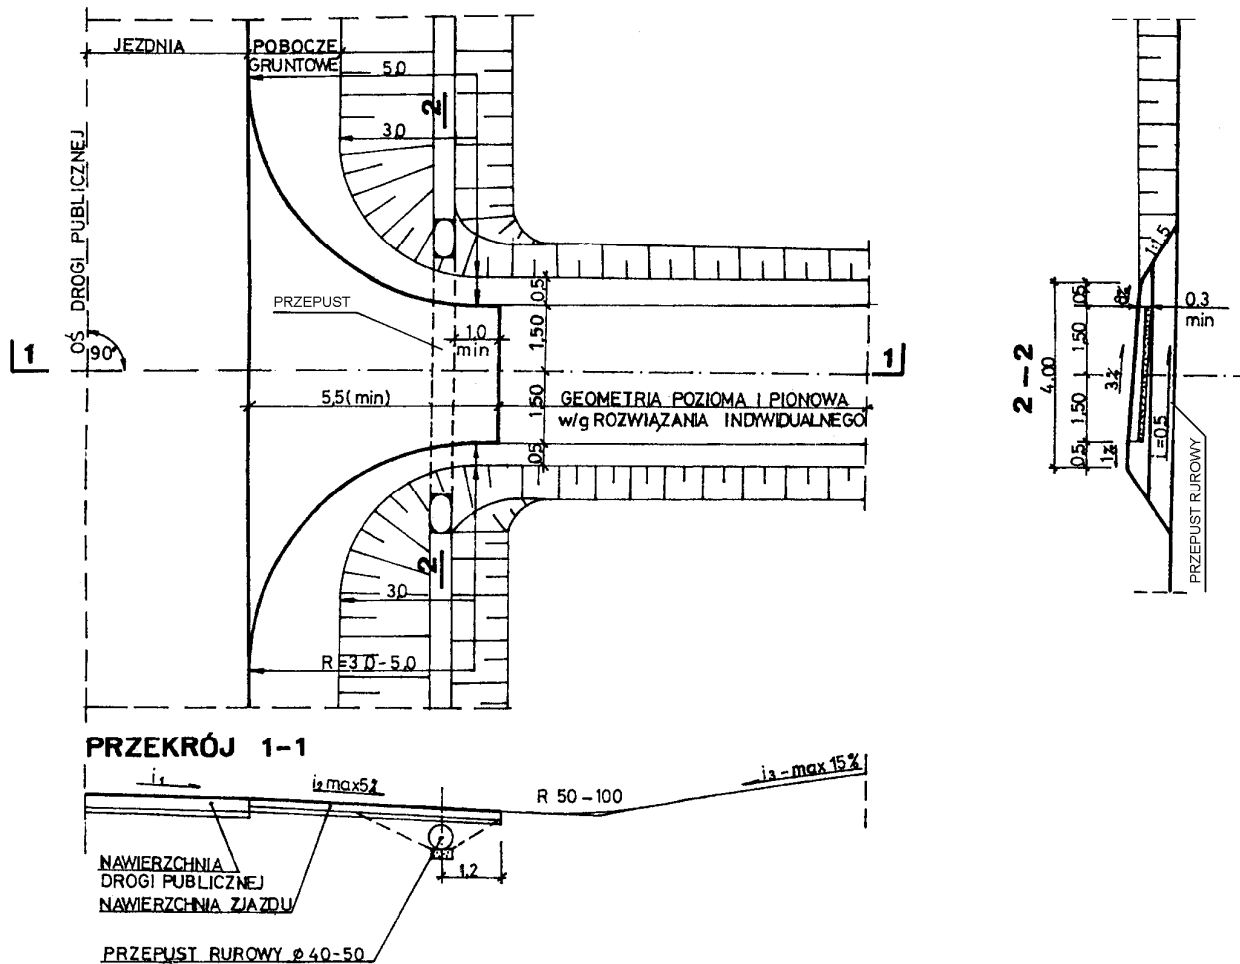 JEZDNIA
POBOCZE
GRUNTOWE
5,0
2
3,0
OŚ DROGI PUBLICZNEJ
90°
PRZEPUST
1,0
min
0,5
1,50
1,50
0,5
1
1
5,5(min)
GEOMETRIA POZIOMA I PIONOWA
w/g ROZWIĄZANIA INDYWIDUALNEGO
2
3,0
R=3,0-5,0
2-2
4,00
0,5
1,50
1,50
0,5
1:1,5
8%
3%
1%
i=0,5
0,3
min
PRZEPUST RUROWY
PRZEKRÓJ 1-1
i₁
i₂ max5%
R 50-100
i₃-max 15%
1,2
NAWIERZCHNIA
DROGI PUBLICZNEJ
NAWIERZCHNIA ZJAZDU
PRZEPUST RUROWY ø 40-50